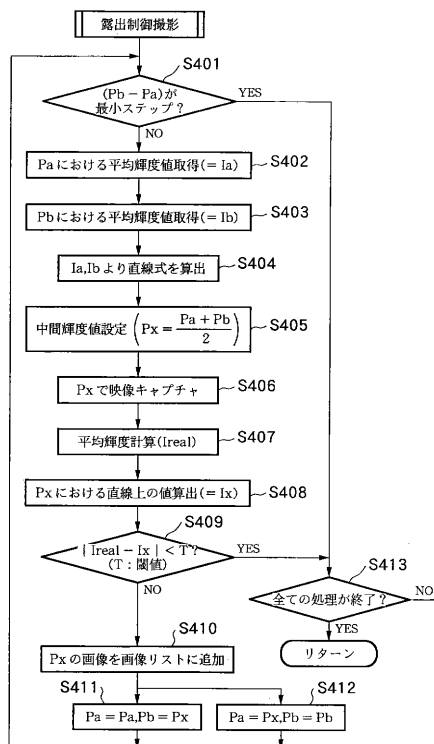 露出制御撮影
S401
(Pb − Pa)が
最小ステップ?
YES
NO
Paにおける平均輝度値取得(= Ia)
S402
Pbにおける平均輝度値取得(= Ib)
S403
Ia,Ibより直線式を算出
S404
中間輝度値設定(Px = Pa + Pb / 2)
S405
Pxで映像キャプチャ
S406
平均輝度計算(Ireal)
S407
Pxにおける直線上の値算出(= Ix)
S408
S409
| Ireal − Ix | < T?
(T:閾値)
YES
NO
S413
全ての処理が終了?
NO
YES
リターン
S410
Pxの画像を画像リストに追加
S411
Pa = Pa,Pb = Px
S412
Pa = Px,Pb = Pb